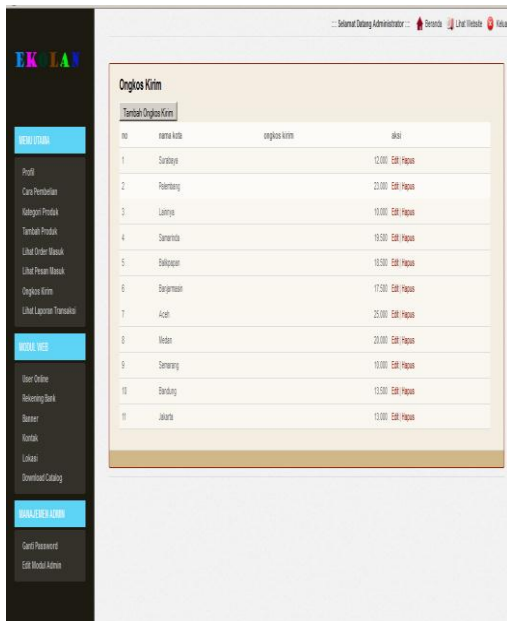 ::: Selamat Datang Administrator ::: Beranda Lihat Website
EKOLAN
Ongkos Kirim
Tambah Ongkos Kirim
no nama kota ongkos kirim aksi
1 Surabaya 12.000 Edit | Hapus
2 Palembang 23.000 Edit | Hapus
3 Lainnya 10.000 Edit | Hapus
4 Samarinda 19.500 Edit | Hapus
5 Balikpapan 18.500 Edit | Hapus
6 Banjarmasin 17.500 Edit | Hapus
7 Aceh 25.000 Edit | Hapus
8 Medan 20.000 Edit | Hapus
9 Semarang 10.000 Edit | Hapus
10 Bandung 13.500 Edit | Hapus
11 Jakarta 13.000 Edit | Hapus
MENU UTAMA
Profil
Cara Pembelian
Kategori Produk
Tambah Produk
Lihat Order Masuk
Lihat Pesan Masuk
Ongkos Kirim
Lihat Laporan Transaksi
MODUL WEB
User Online
Rekening Bank
Banner
Kontak
Lokasi
Download Catalog
MANAJEMEN ADMIN
Ganti Password
Edit Modul Admin